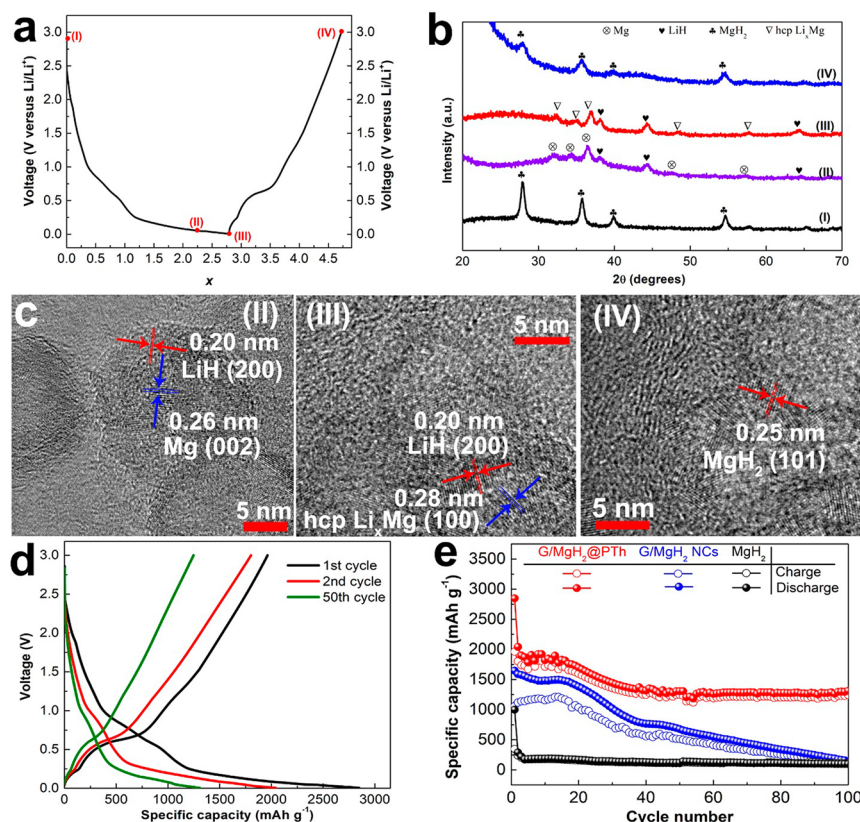 a
(I)
(II)
(III)
(IV)
Voltage (V versus Li/Li⁺)
Voltage (V versus Li/Li⁺)
3.0
2.5
2.0
1.5
1.0
0.5
0.0
3.0
2.5
2.0
1.5
1.0
0.5
0.0
0.0 0.5 1.0 1.5 2.0 2.5 3.0 3.5 4.0 4.5 5.0
x
b
⊗ Mg ♥ LiH ♣ MgH₂ ▽ hcp LiₓMg
(IV)
(III)
(II)
(I)
Intensity (a.u.)
20 30 40 50 60 70
2θ (degrees)
c
(II)
0.20 nm
LiH (200)
0.26 nm
Mg (002)
5 nm
(III)
5 nm
0.20 nm
LiH (200)
0.28 nm
hcp LiₓMg (100)
(IV)
0.25 nm
MgH₂ (101)
5 nm
d
1st cycle
2nd cycle
50th cycle
Voltage (V)
3.0
2.5
2.0
1.5
1.0
0.5
0.0
0 500 1000 1500 2000 2500 3000
Specific capacity (mAh g⁻¹)
e
G/MgH₂@PTh G/MgH₂ NCs MgH₂
Charge
Discharge
Specific capacity (mAh g⁻¹)
3500
3000
2500
2000
1500
1000
500
0
0 20 40 60 80 100
Cycle number